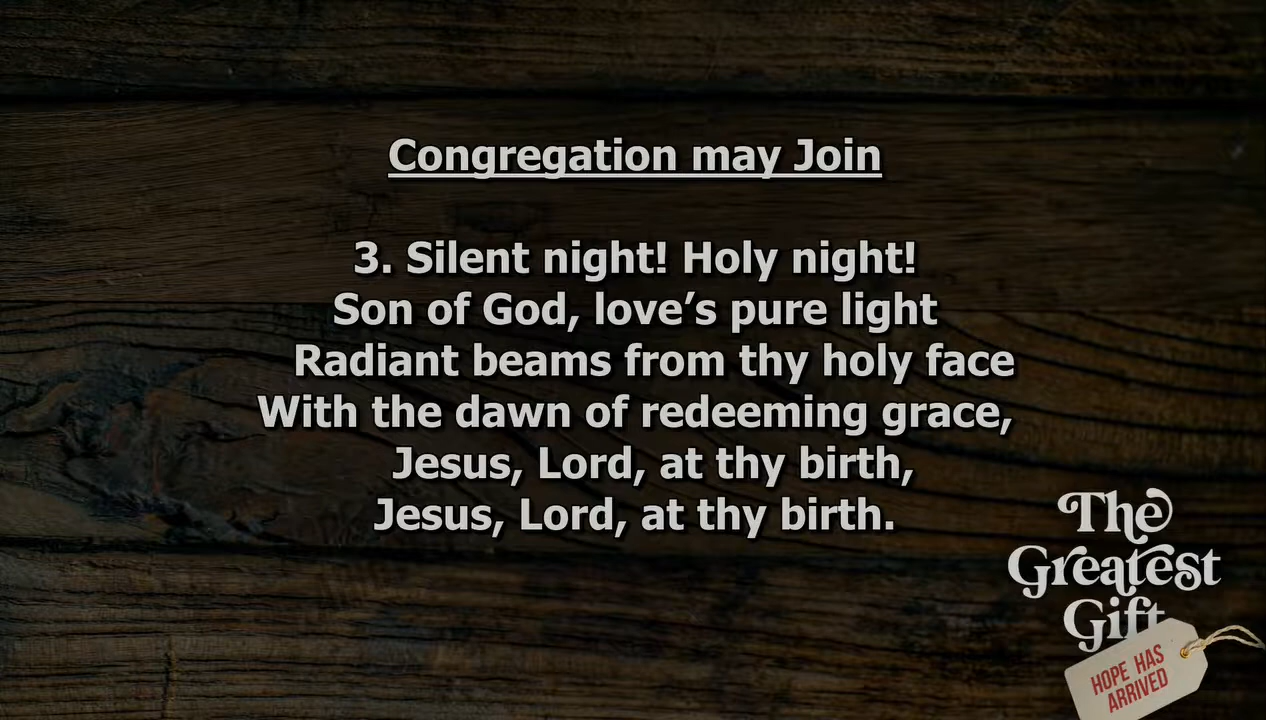 Congregation may Join
3. Silent night! Holy night!
Son of God, love’s pure light
Radiant beams from thy holy face
With the dawn of redeeming grace,
Jesus, Lord, at thy birth,
Jesus, Lord, at thy birth.
The
Greatest
Gift
HOPE HAS
ARRIVED